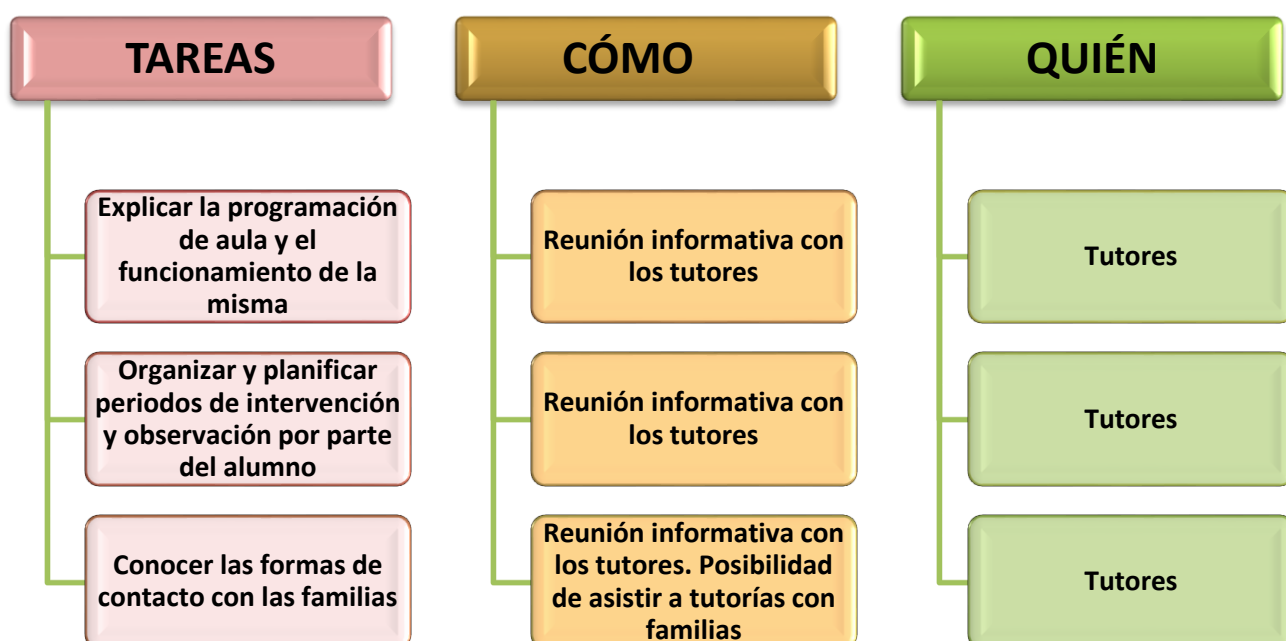 TAREAS
Explicar la programación
de aula y el
funcionamiento de la
misma
Organizar y planificar
periodos de intervención
y observación por parte
del alumno
Conocer las formas de
contacto con las familias
CÓMO
Reunión informativa con
los tutores
Reunión informativa con
los tutores
Reunión informativa con
los tutores. Posibilidad
de asistir a tutorías con
familias
QUIÉN
Tutores
Tutores
Tutores